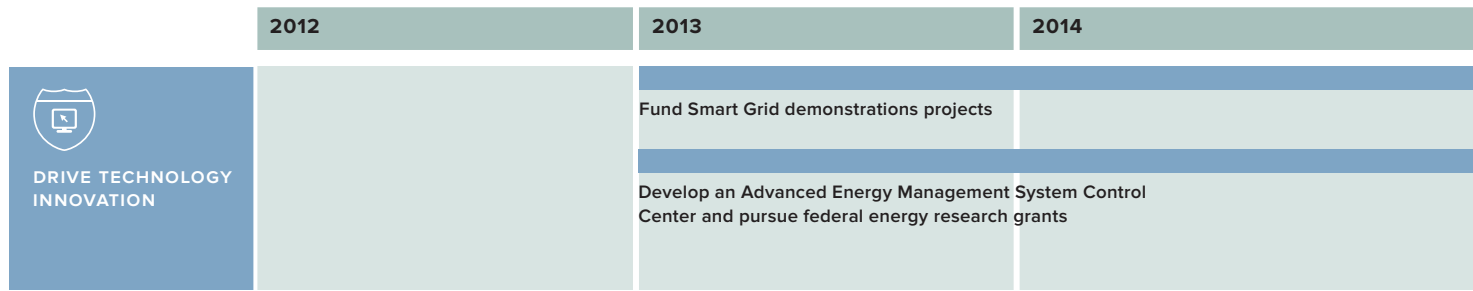 2012
2013
2014
DRIVE TECHNOLOGY
INNOVATION
Fund Smart Grid demonstrations projects
Develop an Advanced Energy Management System Control
Center and pursue federal energy research grants